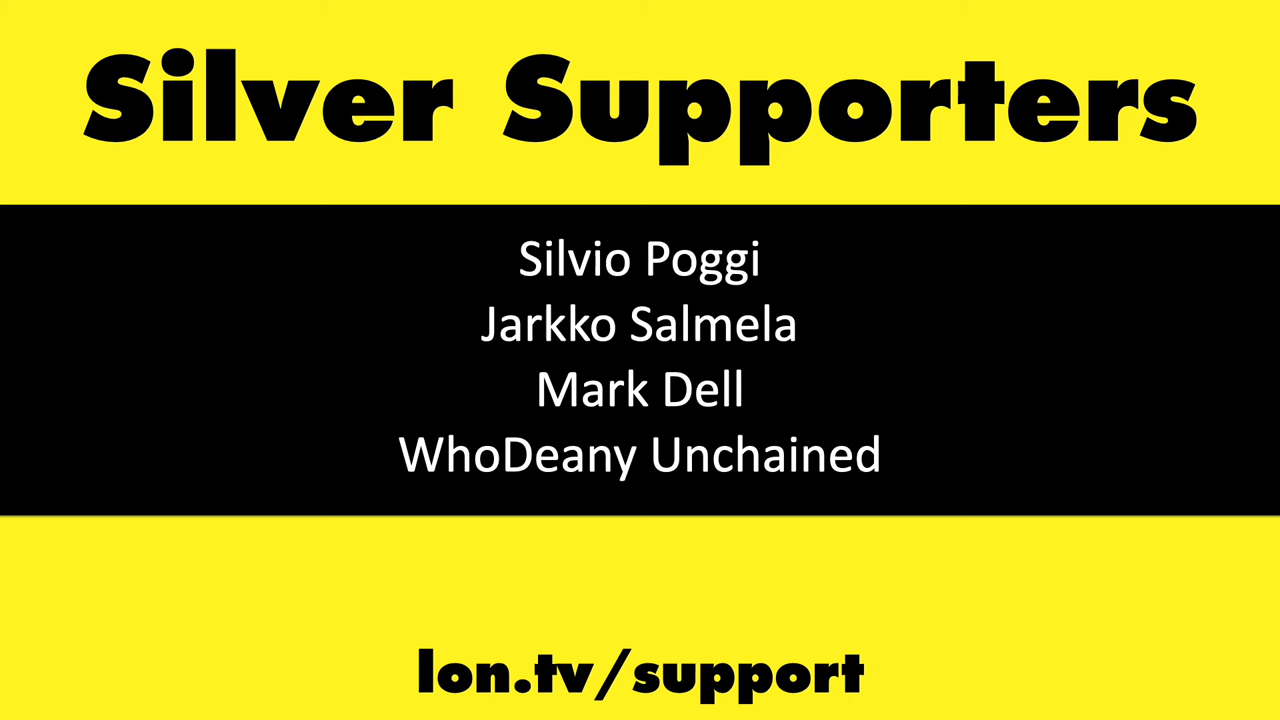 Silver Supporters
Silvio Poggi
Jarkko Salmela
Mark Dell
WhoDeany Unchained
lon.tv/support